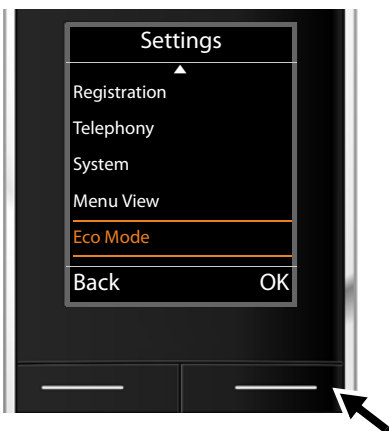 Settings
Registration
Telephony
System
Menu View
Eco Mode
Back OK